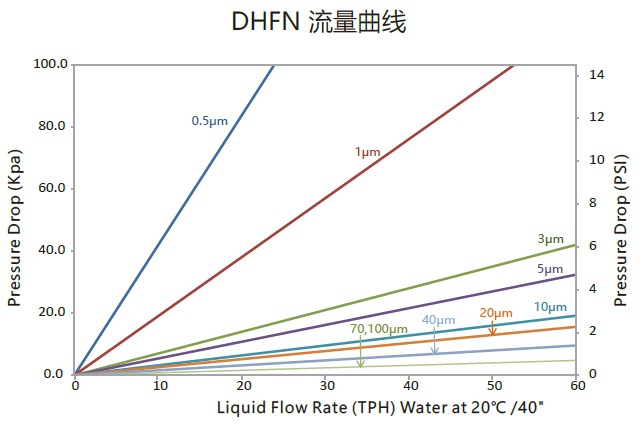 DHFN 流量曲线
100.0
80.0
60.0
40.0
20.0
0.0
Pressure Drop (Kpa)
14
12
10
8
6
4
2
0
Pressure Drop (PSI)
0.5μm
1μm
3μm
5μm
10μm
20μm
40μm
70,100μm
0 10 20 30 40 50 60
Liquid Flow Rate (TPH) Water at 20℃ /40"